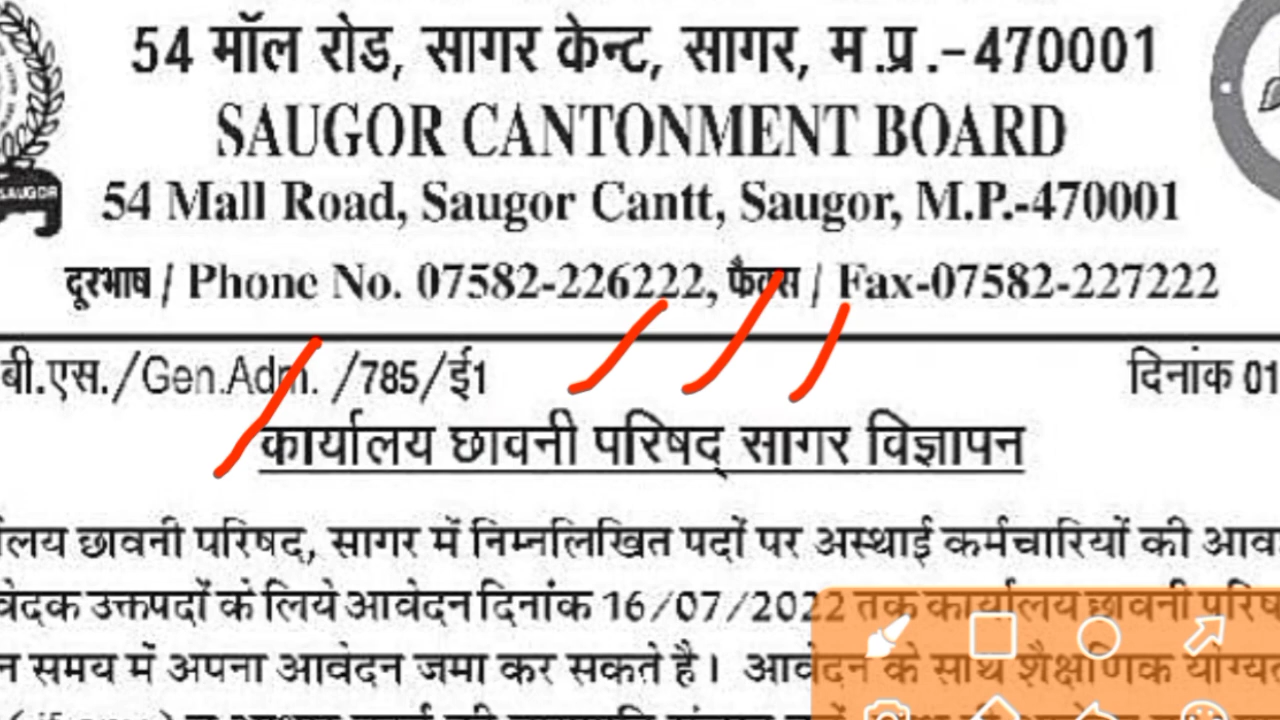 54 मॉल रोड, सागर केन्ट, सागर, म.प्र.-470001
SAUGOR CANTONMENT BOARD
54 Mall Road, Saugor Cantt, Saugor, M.P.-470001
SAUGOR
दूरभाष / Phone No. 07582-226222, फैक्स / Fax-07582-227222
बी.एस./Gen.Adm. /785/ई1 दिनांक 01
कार्यालय छावनी परिषद् सागर विज्ञापन
लय छावनी परिषद, सागर में निम्नलिखित पदों पर अस्थाई कर्मचारियों की आव
वेदक उक्तपदों के लिये आवेदन दिनांक 16/07/2022 तक कार्यालय छावनी परिष
न समय में अपना आवेदन जमा कर सकते है। आवेदन के साथ शैक्षणिक योग्य